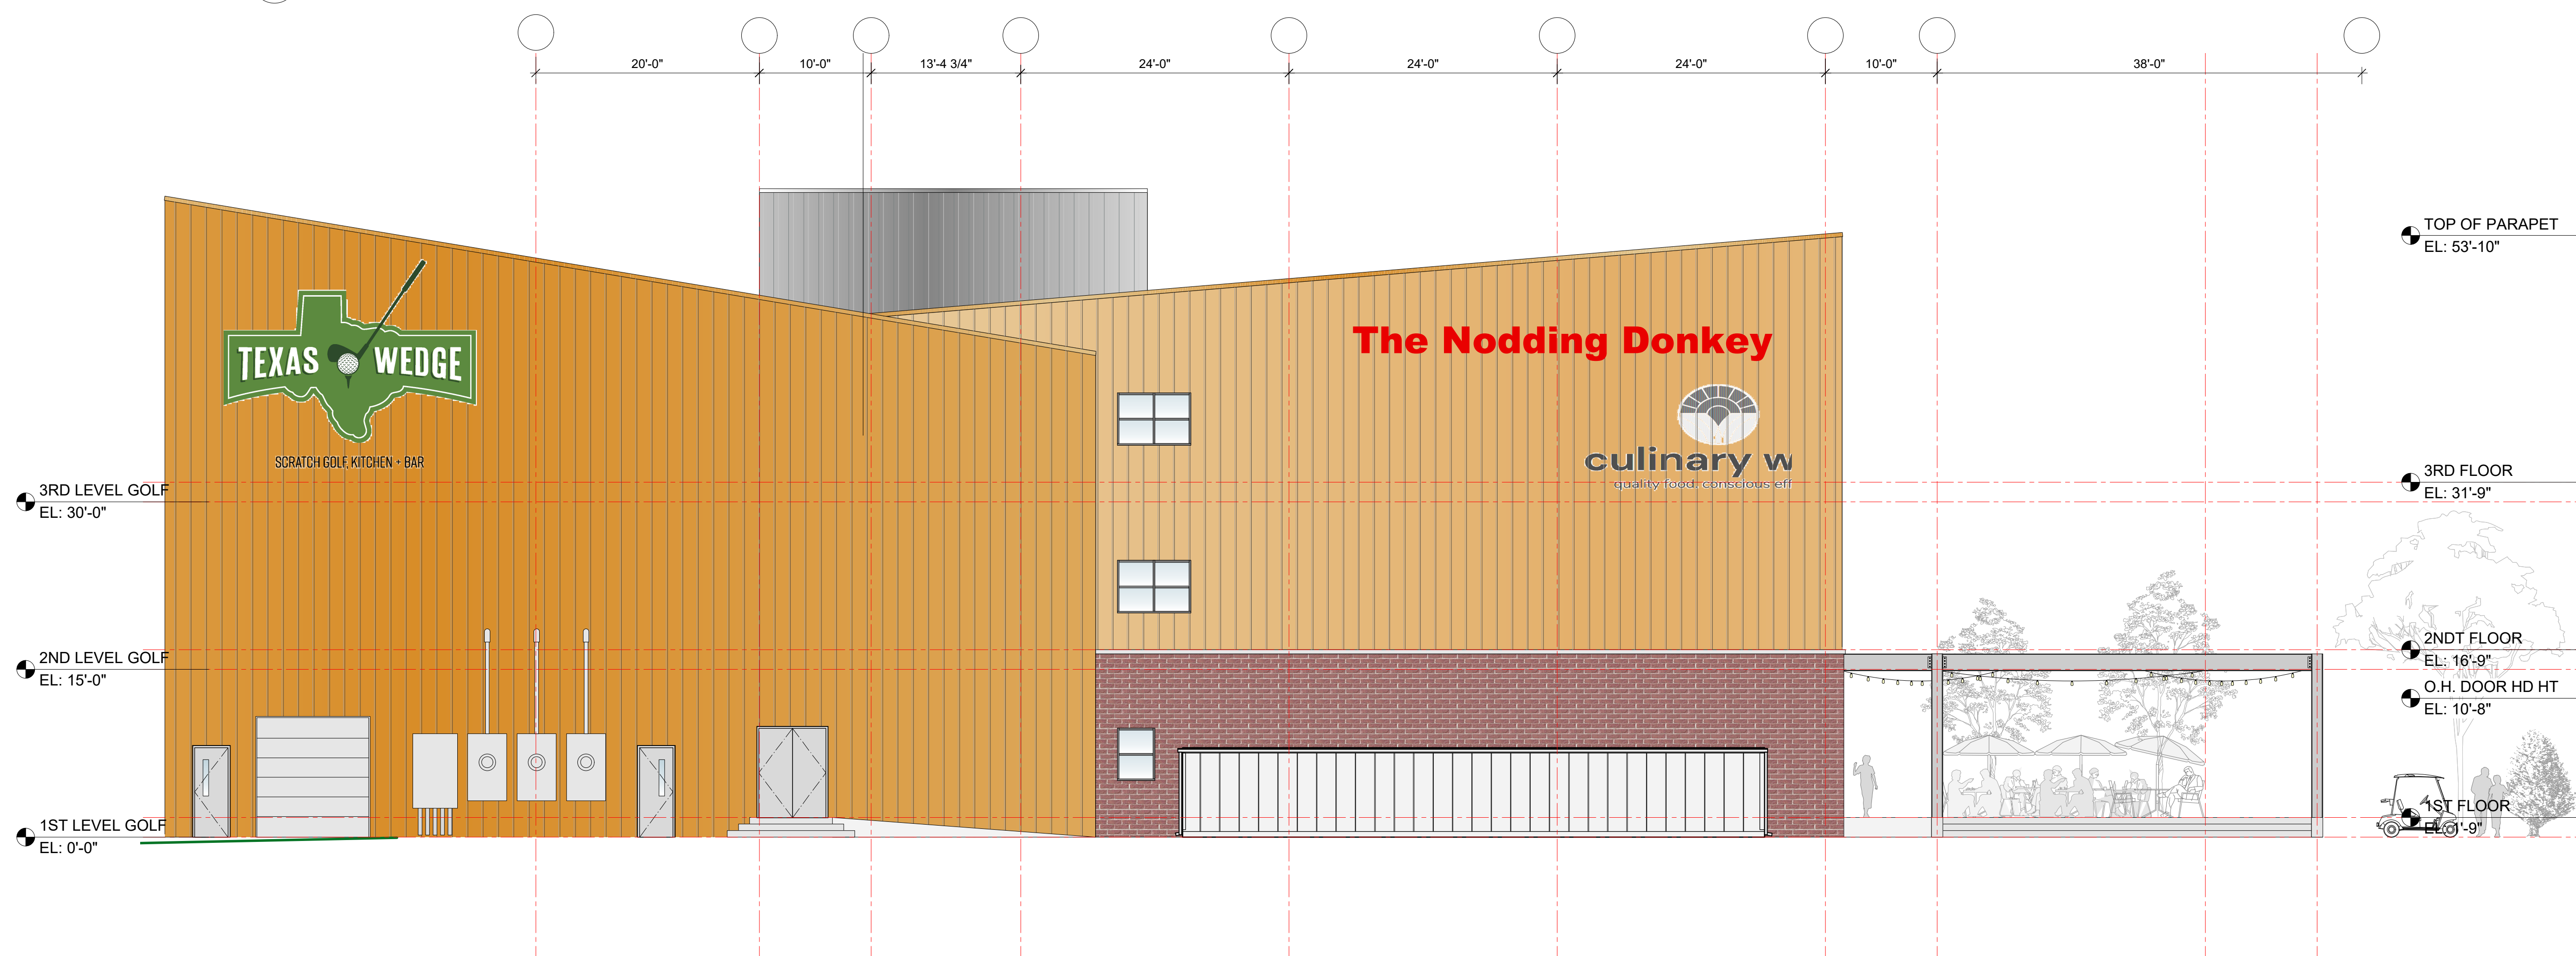 20'-0"
10'-0"
13'-4 3/4"
24'-0"
24'-0"
24'-0"
10'-0"
38'-0"
TOP OF PARAPET
EL: 53'-10"
The Nodding Donkey
TEXAS WEDGE
SCRATCH GOLF, KITCHEN + BAR
culinary w
quality food. conscious eff
3RD LEVEL GOLF
EL: 30'-0"
3RD FLOOR
EL: 31'-9"
2ND LEVEL GOLF
EL: 15'-0"
2NDT FLOOR
EL: 16'-9"
O.H. DOOR HD HT
EL: 10'-8"
1ST LEVEL GOLF
EL: 0'-0"
1ST FLOOR
EL: 1'-9"